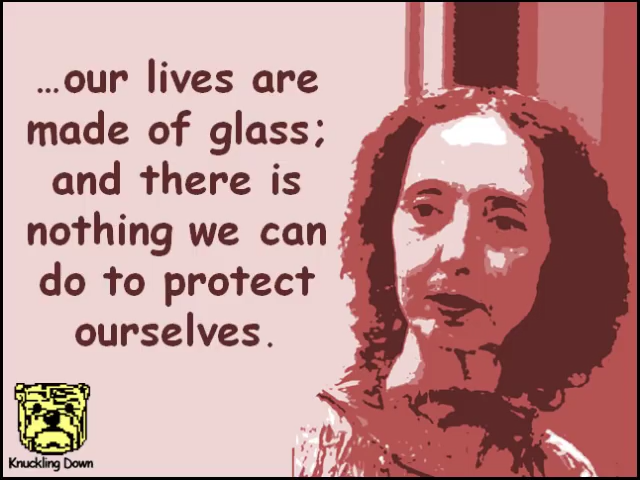 …our lives are
made of glass;
and there is
nothing we can
do to protect
ourselves.
Knuckling Down